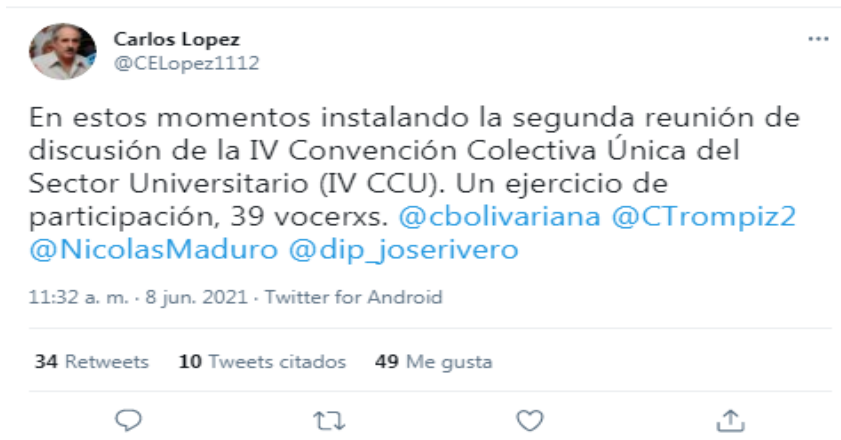 Carlos Lopez
@CELopez1112
En estos momentos instalando la segunda reunión de
discusión de la IV Convención Colectiva Única del
Sector Universitario (IV CCU). Un ejercicio de
participación, 39 vocerxs. @cbolivariana @CTrompiz2
@NicolasMaduro @dip_joserivero
11:32 a. m. · 8 jun. 2021 · Twitter for Android
34 Retweets 10 Tweets citados 49 Me gusta